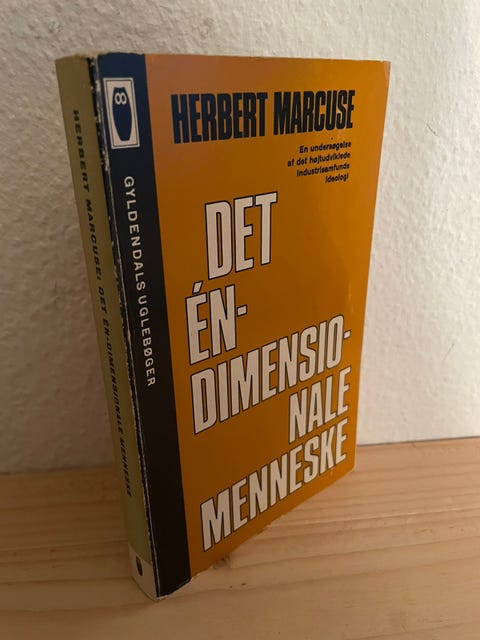 HERBERT MARCUSE
En undersøgelse
af det højtudviklede
industrisamfunds
ideologi
DET
ÉN-
DIMENSIO-
NALE
MENNESKE
GYLDENDALS UGLEBØGER
HERBERT MARCUSE: DET ÉN-DIMENSIONALE MENNESKE